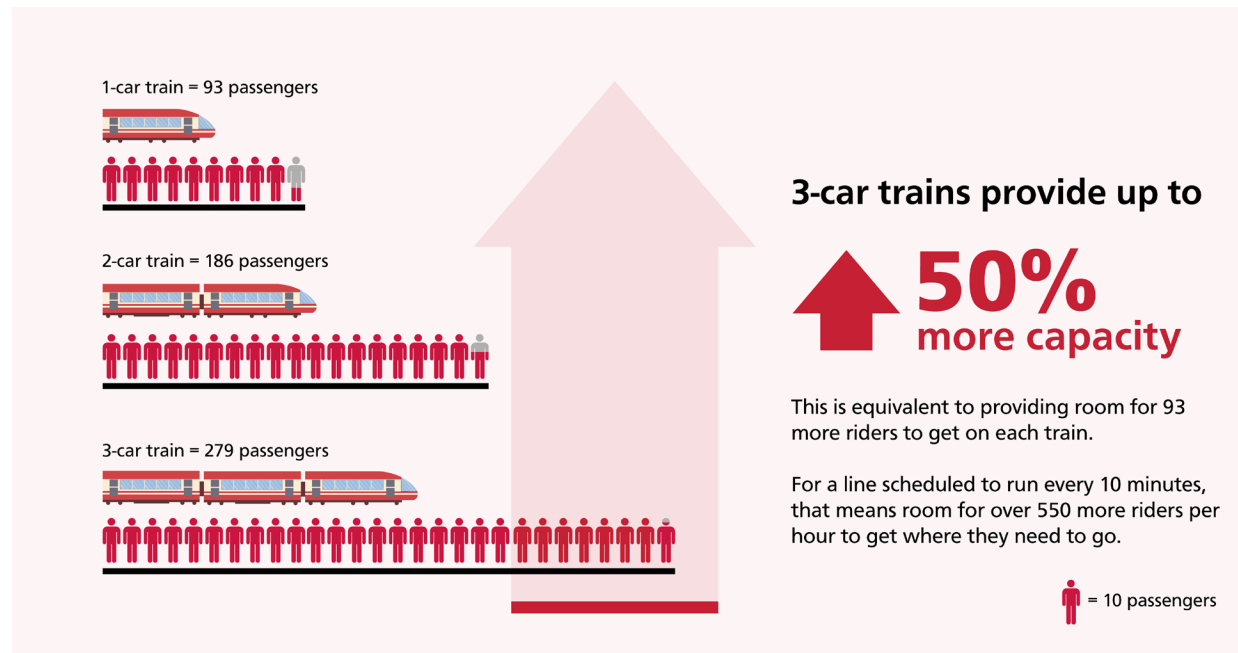 1-car train = 93 passengers
2-car train = 186 passengers
3-car train = 279 passengers
3-car trains provide up to
50%
more capacity
This is equivalent to providing room for 93
more riders to get on each train.
For a line scheduled to run every 10 minutes,
that means room for over 550 more riders per
hour to get where they need to go.
= 10 passengers